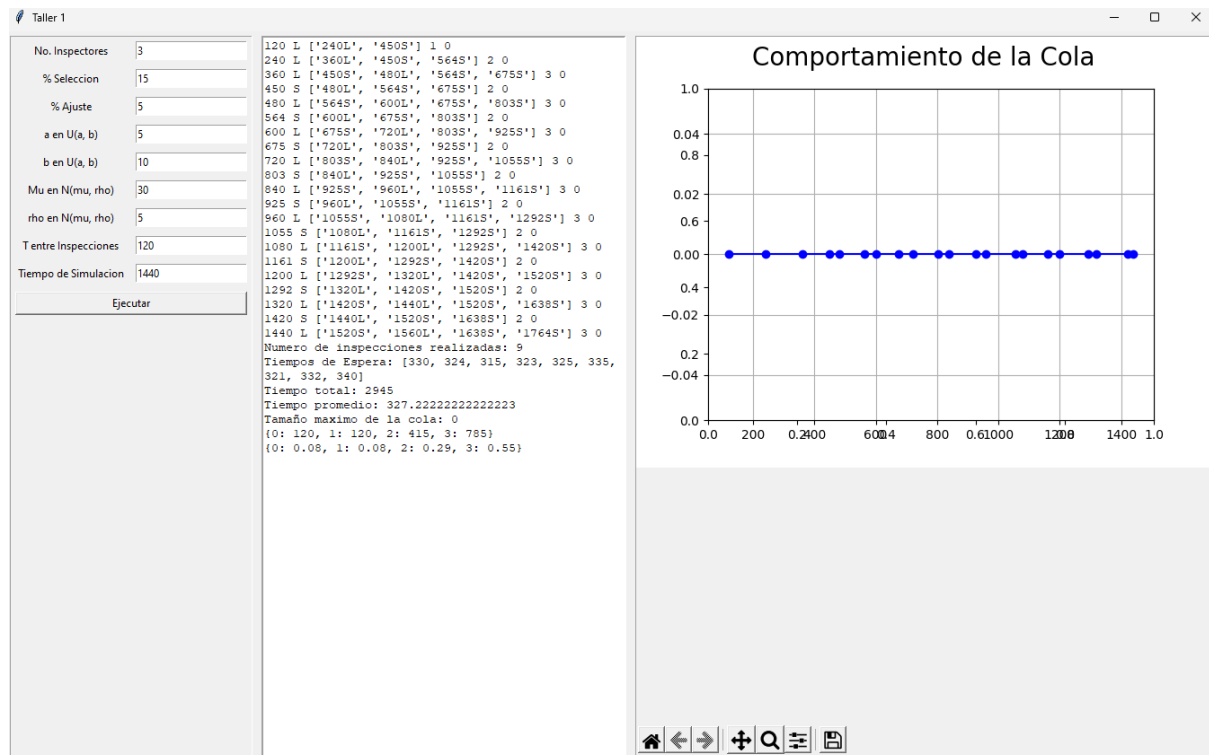 Taller 1
No. Inspectores 3
% Seleccion 15
% Ajuste 5
a en U(a, b) 5
b en U(a, b) 10
Mu en N(mu, rho) 30
rho en N(mu, rho) 5
T entre Inspecciones 120
Tiempo de Simulacion 1440
Ejecutar
120 L ['240L', '450S'] 1 0
240 L ['360L', '450S', '564S'] 2 0
360 L ['450S', '480L', '564S', '675S'] 3 0
450 S ['480L', '564S', '675S'] 2 0
480 L ['564S', '600L', '675S', '803S'] 3 0
564 S ['600L', '675S', '803S'] 2 0
600 L ['675S', '720L', '803S', '925S'] 3 0
675 S ['720L', '803S', '925S'] 2 0
720 L ['803S', '840L', '925S', '1055S'] 3 0
803 S ['840L', '925S', '1055S'] 2 0
840 L ['925S', '960L', '1055S', '1161S'] 3 0
925 S ['960L', '1055S', '1161S'] 2 0
960 L ['1055S', '1080L', '1161S', '1292S'] 3 0
1055 S ['1080L', '1161S', '1292S'] 2 0
1080 L ['1161S', '1200L', '1292S', '1420S'] 3 0
1161 S ['1200L', '1292S', '1420S'] 2 0
1200 L ['1292S', '1320L', '1420S', '1520S'] 3 0
1292 S ['1320L', '1420S', '1520S'] 2 0
1320 L ['1420S', '1440L', '1520S', '1638S'] 3 0
1420 S ['1440L', '1520S', '1638S'] 2 0
1440 L ['1520S', '1560L', '1638S', '1764S'] 3 0
Numero de inspecciones realizadas: 9
Tiempos de Espera: [330, 324, 315, 323, 325, 335,
321, 332, 340]
Tiempo total: 2945
Tiempo promedio: 327.22222222222223
Tamaño maximo de la cola: 0
{0: 120, 1: 120, 2: 415, 3: 785}
{0: 0.08, 1: 0.08, 2: 0.29, 3: 0.55}
Comportamiento de la Cola
1.0
0.04
0.8
0.02
0.6
0.00
0.4
−0.02
0.2
−0.04
0.0
0.0 200 0.2 400 600 0.4 800 0.6 1000 1200 0.8 1400 1.0